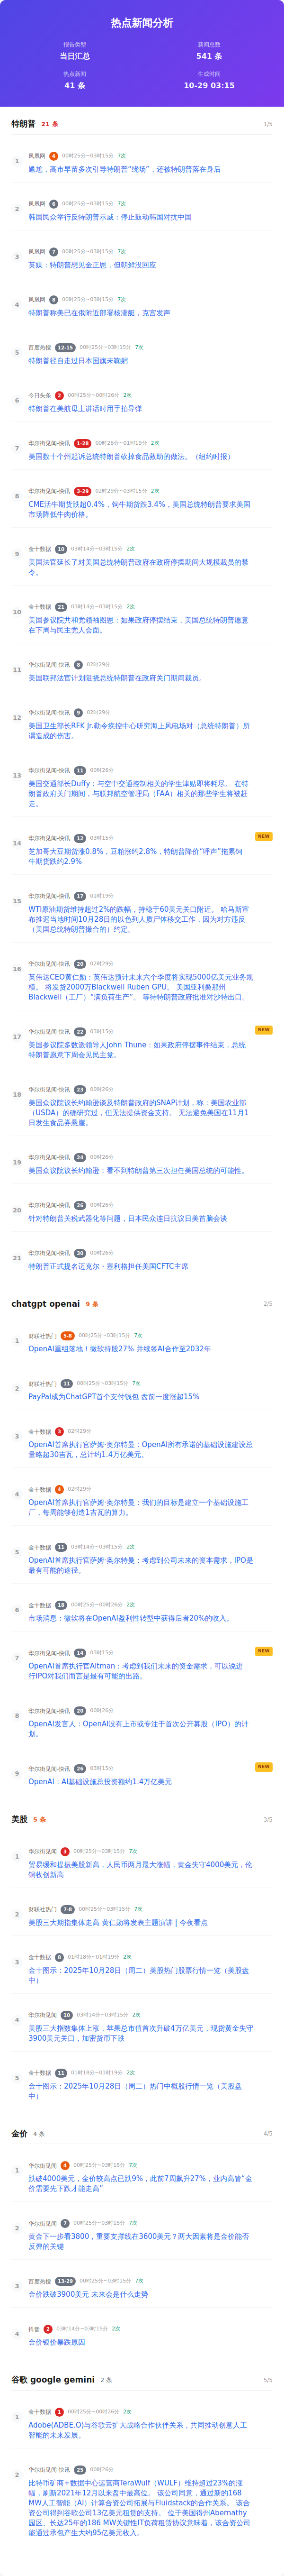 热点新闻分析
报告类型
当日汇总
新闻总数
541 条
热点新闻
41 条
生成时间
10-29 03:15
特朗普 21 条 1/5
1
凤凰网 4 00时25分~03时15分 7次
尴尬，高市早苗多次引导特朗普“绕场”，还被特朗普落在身后
2
凤凰网 6 00时25分~03时15分 7次
韩国民众举行反特朗普示威：停止鼓动韩国对抗中国
3
凤凰网 7 00时25分~03时15分 7次
英媒：特朗普想见金正恩，但朝鲜没回应
4
凤凰网 8 00时25分~03时15分 7次
特朗普称美已在俄附近部署核潜艇，克宫发声
5
百度热搜 12-15 00时25分~03时15分 7次
特朗普径自走过日本国旗未鞠躬
6
今日头条 2 00时25分~00时26分 2次
特朗普在美航母上讲话时用手拍导弹
7
华尔街见闻-快讯 1-28 00时26分~01时19分 2次
美国数十个州起诉总统特朗普砍掉食品救助的做法。（纽约时报）
8
华尔街见闻-快讯 3-29 02时29分~03时15分 2次
CME活牛期货跌超0.4%，饲牛期货跌3.4%，美国总统特朗普要求美国
市场降低牛肉价格。
9
金十数据 10 03时14分~03时15分 2次
美国法官延长了对美国总统特朗普政府在政府停摆期间大规模裁员的禁
令。
10
金十数据 21 03时14分~03时15分 2次
美国参议院共和党领袖图恩：如果政府停摆结束，美国总统特朗普愿意
在下周与民主党人会面。
11
华尔街见闻-快讯 8 02时29分
美国联邦法官计划阻挠总统特朗普在政府关门期间裁员。
12
华尔街见闻-快讯 9 02时29分
美国卫生部长RFK Jr.勒令疾控中心研究海上风电场对（总统特朗普）所
谓造成的伤害。
13
华尔街见闻-快讯 11 00时26分
美国交通部长Duffy：与空中交通控制相关的学生津贴即将耗尽。 在特
朗普政府关门期间，与联邦航空管理局（FAA）相关的那些学生将被赶
走。
14
华尔街见闻-快讯 12 03时15分 NEW
芝加哥大豆期货涨0.8%，豆粕涨约2.8%，特朗普降价“呼声”拖累饲
牛期货跌约2.9%
15
华尔街见闻-快讯 17 01时19分
WTI原油期货维持超过2%的跌幅，持稳于60美元关口附近。 哈马斯宣
布推迟当地时间10月28日的以色列人质尸体移交工作，因为对方违反
（美国总统特朗普撮合的）约定。
16
华尔街见闻-快讯 20 02时29分
英伟达CEO黄仁勋：英伟达预计未来六个季度将实现5000亿美元业务规
模。 将发货2000万Blackwell Ruben GPU。 美国亚利桑那州
Blackwell（工厂）“满负荷生产”。 等待特朗普政府批准对沙特出口。
17
华尔街见闻-快讯 22 03时15分 NEW
美国参议院多数派领导人John Thune：如果政府停摆事件结束，总统
特朗普愿意下周会见民主党。
18
华尔街见闻-快讯 23 00时26分
美国众议院议长约翰逊谈及特朗普政府的SNAP计划，称：美国农业部
（USDA）的确研究过，但无法提供资金支持。 无法避免美国在11月1
日发生食品券悬崖。
19
华尔街见闻-快讯 24 00时26分
美国众议院议长约翰逊：看不到特朗普第三次担任美国总统的可能性。
20
华尔街见闻-快讯 26 00时26分
针对特朗普关税武器化等问题，日本民众连日抗议日美首脑会谈
21
华尔街见闻-快讯 30 00时26分
特朗普正式提名迈克尔・塞利格担任美国CFTC主席
chatgpt openai 9 条 2/5
1
财联社热门 5-8 00时25分~03时15分 7次
OpenAI重组落地！微软持股27% 并续签AI合作至2032年
2
财联社热门 11 00时25分~03时15分 7次
PayPal成为ChatGPT首个支付钱包 盘前一度涨超15%
3
金十数据 3 02时29分
OpenAI首席执行官萨姆·奥尔特曼：OpenAI所有承诺的基础设施建设总
量略超30吉瓦，总计约1.4万亿美元。
4
金十数据 4 02时29分
OpenAI首席执行官萨姆·奥尔特曼：我们的目标是建立一个基础设施工
厂，每周能够创造1吉瓦的算力。
5
金十数据 11 03时14分~03时15分 2次
OpenAI首席执行官萨姆·奥尔特曼：考虑到公司未来的资本需求，IPO是
最有可能的途径。
6
金十数据 18 00时25分~00时26分 2次
市场消息：微软将在OpenAI盈利性转型中获得后者20%的收入。
7
华尔街见闻-快讯 14 03时15分 NEW
OpenAI首席执行官Altman：考虑到我们未来的资金需求，可以说进
行IPO对我们而言是最有可能的出路。
8
华尔街见闻-快讯 20 00时26分
OpenAI发言人：OpenAI没有上市或专注于首次公开募股（IPO）的计
划。
9
华尔街见闻-快讯 26 03时15分 NEW
OpenAI：AI基础设施总投资额约1.4万亿美元
美股 5 条 3/5
1
华尔街见闻 3 00时25分~03时15分 7次
贸易缓和提振美股新高，人民币两月最大涨幅，黄金失守4000美元，伦
铜收创新高
2
财联社热门 7-8 00时25分~03时15分 7次
美股三大期指集体走高 黄仁勋将发表主题演讲 | 今夜看点
3
金十数据 8 01时18分~01时19分 2次
金十图示：2025年10月28日（周二）美股热门股票行情一览（美股盘
中）
4
华尔街见闻 10 03时14分~03时15分 2次
美股三大指数集体上涨，苹果总市值首次升破4万亿美元，现货黄金失守
3900美元关口，加密货币下跌
5
金十数据 11 01时18分~01时19分 2次
金十图示：2025年10月28日（周二）热门中概股行情一览（美股盘
中）
金价 4 条 4/5
1
华尔街见闻 4 00时25分~03时15分 7次
跌破4000美元，金价较高点已跌9%，此前7周飙升27%，业内高管“金
价需要先下跌才能走高”
2
华尔街见闻 7 00时25分~03时15分 7次
黄金下一步看3800，重要支撑线在3600美元？两大因素将是金价能否
反弹的关键
3
百度热搜 13-29 00时25分~03时15分 7次
金价跌破3900美元 未来会是什么走势
4
抖音 2 03时14分~03时15分 2次
金价银价暴跌原因
谷歌 google gemini 2 条 5/5
1
金十数据 1 00时25分~00时26分 2次
Adobe(ADBE.O)与谷歌云扩大战略合作伙伴关系，共同推动创意人工
智能的未来发展。
2
华尔街见闻-快讯 25 00时26分
比特币矿商+数据中心运营商TeraWulf（WULF）维持超过23%的涨
幅，刷新2021年12月以来盘中最高位。 该公司同意，通过新的168
MW人工智能（AI）计算合资公司拓展与Fluidstack的合作关系。 该合
资公司得到谷歌公司13亿美元租赁的支持。 位于美国得州Abernathy
园区、长达25年的186 MW关键性IT负荷租赁协议意味着，该合资公司
能通过承包产生大约95亿美元收入。